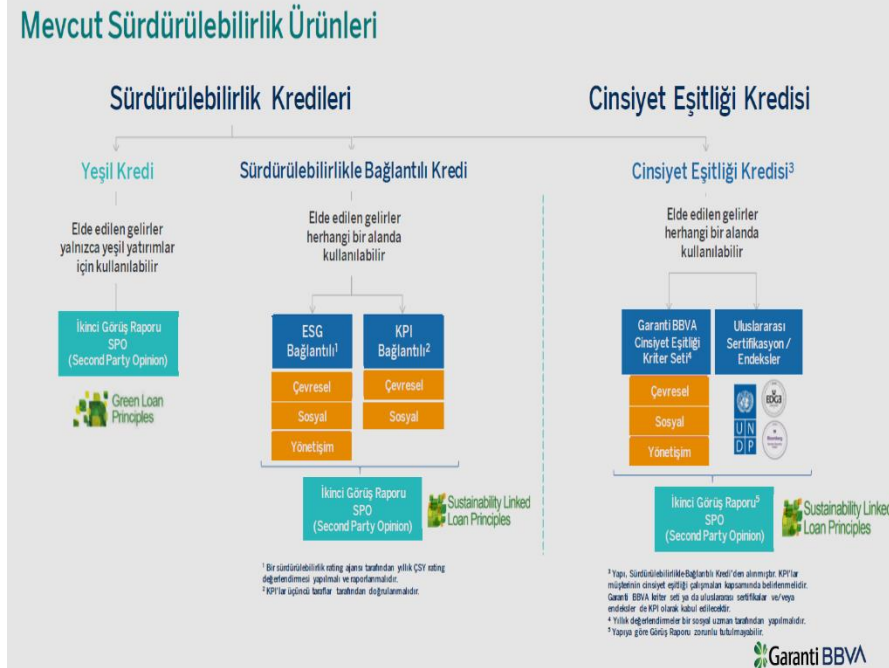 Mevcut Sürdürülebilirlik Ürünleri
Sürdürülebilirlik Kredileri
Cinsiyet Eşitliği Kredisi
Yeşil Kredi
Elde edilen gelirler
yalnızca yeşil yatırımlar
için kullanılabilir
İkinci Görüş Raporu
SPO
(Second Party Opinion)
Green Loan
Principles
Sürdürülebilirlikle Bağlantılı Kredi
Elde edilen gelirler
herhangi bir alanda
kullanılabilir
ESG
Bağlantılı¹
Çevresel
Sosyal
Yönetişim
KPI
Bağlantılı²
Çevresel
Sosyal
İkinci Görüş Raporu
SPO
(Second Party Opinion)
Sustainability Linked
Loan Principles
¹ Bir sürdürülebilirlik rating ajansı tarafından yıllık ÇSY rating
değerlendirmesi yapılmalı ve raporlanmalıdır.
² KPI'lar üçüncü taraflar tarafından doğrulanmalıdır.
Cinsiyet Eşitliği Kredisi³
Elde edilen gelirler
herhangi bir alanda
kullanılabilir
Garanti BBVA
Cinsiyet Eşitliği
Kriter Seti⁴
Çevresel
Sosyal
Yönetişim
Uluslararası
Sertifikasyon /
Endeksler
UN
DP
EDGE
Bloomberg
İkinci Görüş Raporu⁵
SPO
(Second Party Opinion)
Sustainability Linked
Loan Principles
³ Yapı, Sürdürülebilirlikle-Bağlantılı Kredi'den alınmıştır. KPI'lar
müşterinin cinsiyet eşitliği çalışmaları kapsamında belirlenmelidir.
Garanti BBVA kriter seti ya da uluslararası sertifikalar ve/veya
endeksler de KPI olarak kabul edilecektir.
⁴ Yıllık değerlendirmeler bir sosyal uzman tarafından yapılmalıdır.
⁵ Yapıya göre Görüş Raporu zorunlu tutulmayabilir.
Garanti BBVA